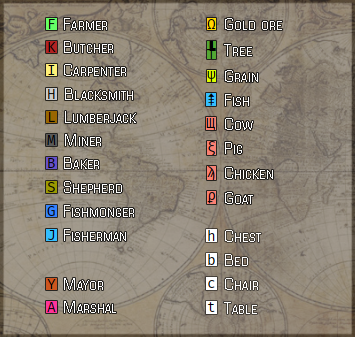 F Farmer
K Butcher
I Carpenter
H Blacksmith
L Lumberjack
M Miner
B Baker
S Shepherd
G Fishmonger
J Fisherman
Y Mayor
A Marshal
Ω Gold ore
Tree
Ψ Grain
‡ Fish
Ш Cow
ξ Pig
λ Chicken
ρ Goat
h Chest
b Bed
c Chair
t Table